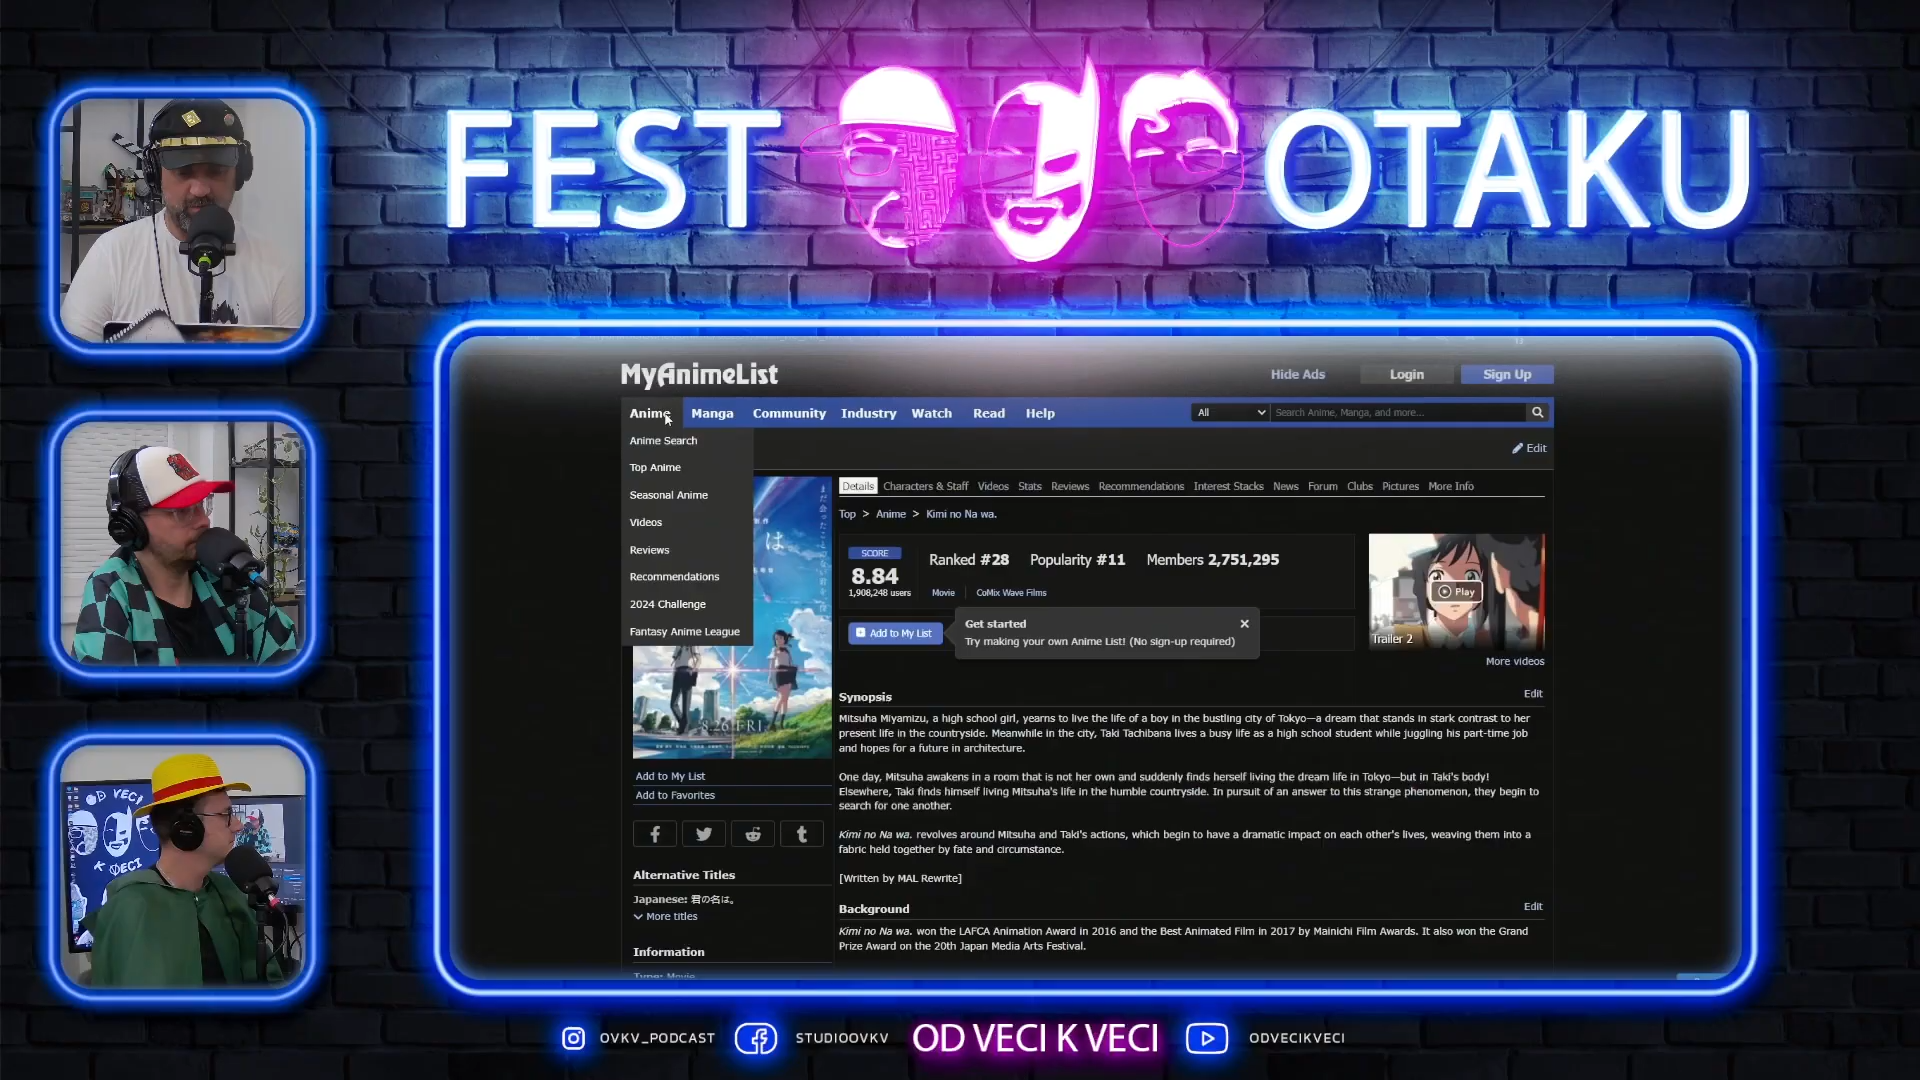 FEST OTAKU
MyAnimeList
Hide Ads
Login
Sign Up
Anime
Manga
Community
Industry
Watch
Read
Help
All
Search Anime, Manga, and more...
Anime Search
Top Anime
Seasonal Anime
Videos
Reviews
Recommendations
2024 Challenge
Fantasy Anime League
Edit
Details
Characters & Staff
Videos
Stats
Reviews
Recommendations
Interest Stacks
News
Forum
Clubs
Pictures
More Info
Top > Anime > Kimi no Na wa.
SCORE
8.84
1,908,248 users
Ranked #28
Popularity #11
Members 2,751,295
Movie
CoMix Wave Films
Add to My List
Get started
Try making your own Anime List! (No sign-up required)
Play
Trailer 2
More videos
8.26 FRI
Synopsis
Edit
Mitsuha Miyamizu, a high school girl, yearns to live the life of a boy in the bustling city of Tokyo—a dream that stands in stark contrast to her
present life in the countryside. Meanwhile in the city, Taki Tachibana lives a busy life as a high school student while juggling his part-time job
and hopes for a future in architecture.
One day, Mitsuha awakens in a room that is not her own and suddenly finds herself living the dream life in Tokyo—but in Taki's body!
Elsewhere, Taki finds himself living Mitsuha's life in the humble countryside. In pursuit of an answer to this strange phenomenon, they begin to
search for one another.
Kimi no Na wa. revolves around Mitsuha and Taki's actions, which begin to have a dramatic impact on each other's lives, weaving them into a
fabric held together by fate and circumstance.
[Written by MAL Rewrite]
Background
Edit
Kimi no Na wa. won the LAFCA Animation Award in 2016 and the Best Animated Film in 2017 by Mainichi Film Awards. It also won the Grand
Prize Award on the 20th Japan Media Arts Festival.
Add to My List
Add to Favorites
Alternative Titles
Japanese: 君の名は。
More titles
Information
Type: Movie
OD VECI
K VECI
OVKV_PODCAST
STUDIOOVKV
OD VECI K VECI
ODVECIKVECI